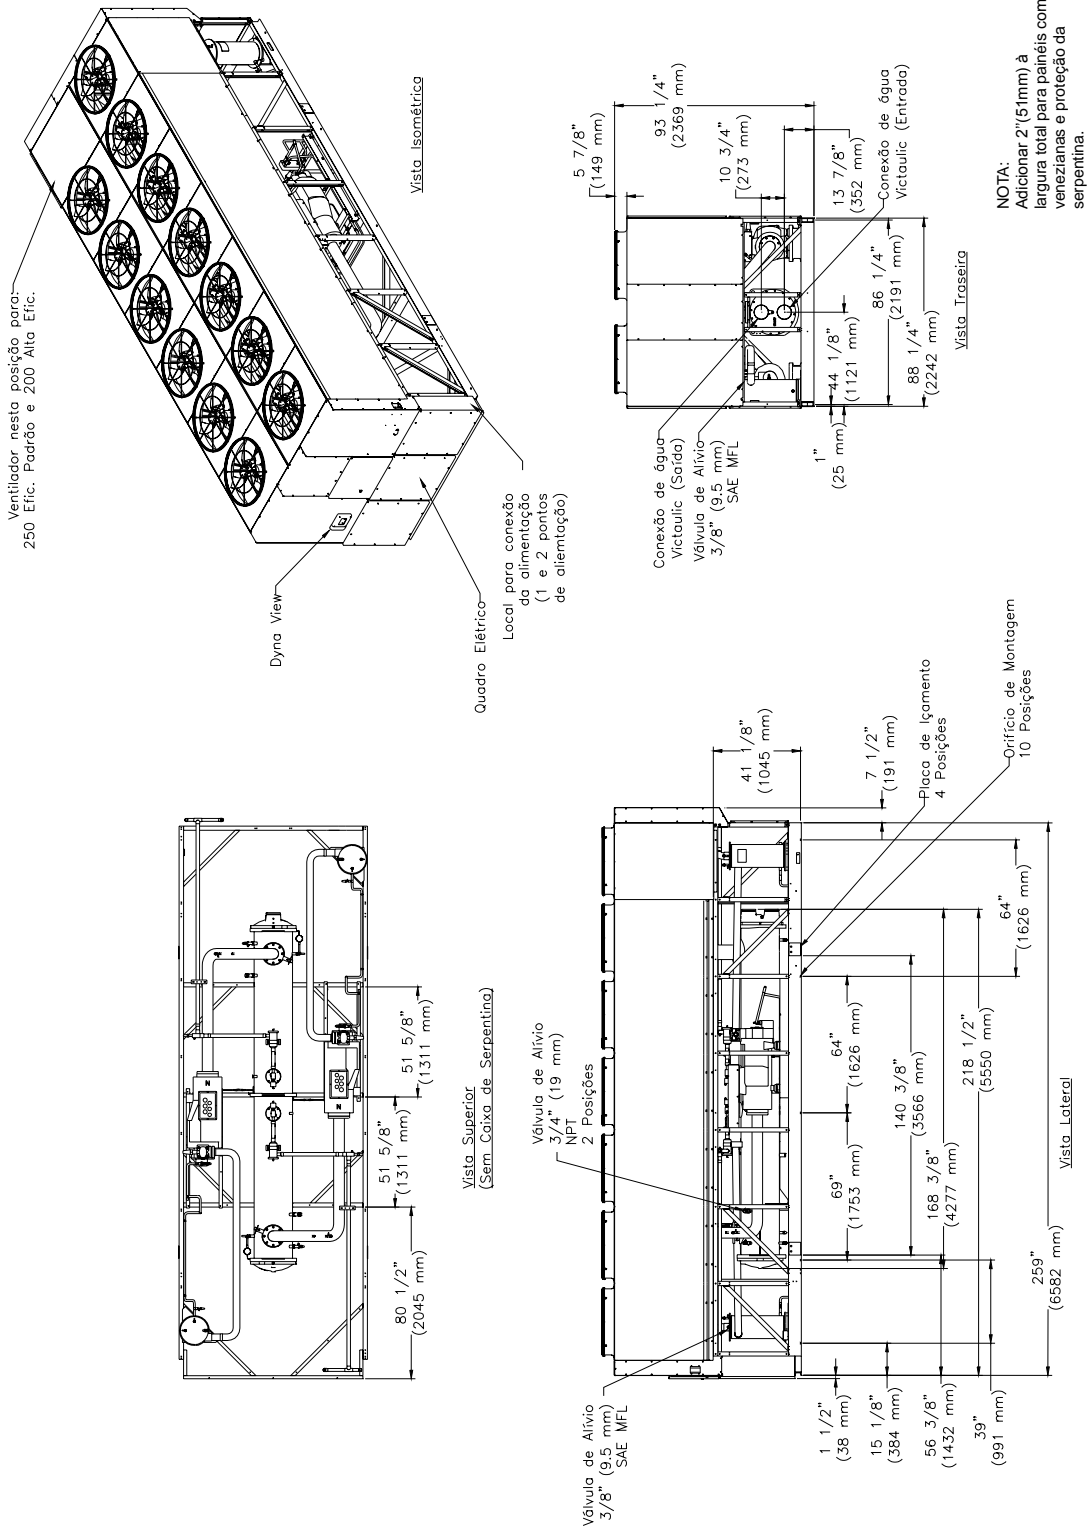 Ventilador nesta posição para:
250 Efic. Padrão e 200 Alta Efic.
Dyna View
Quadro Elétrico
Local para conexão
da alimentação
(1 e 2 pontos
de aliemtação)
Vista Isométrica
5 7/8"
(149 mm)
93 1/4"
(2369 mm)
10 3/4"
(273 mm)
13 7/8"
(352 mm)
Conexão de água
Victaulic (Entrada)
Conexão de água
Victaulic (Saída)
Válvula de Alívio
3/8" (9.5 mm)
SAE MFL
1"
(25 mm)
44 1/8"
(1121 mm)
86 1/4"
(2191 mm)
88 1/4"
(2242 mm)
Vista Traseira
NOTA:
Adicionar 2"(51mm) à
largura total para painéis com
venezianas e proteção da
serpentina.
N
N
80 1/2"
(2045 mm)
51 5/8"
(1311 mm)
51 5/8"
(1311 mm)
Vista Superior
(Sem Caixa de Serpentina)
Válvula de Alívio
3/4" (19 mm)
NPT
2 Posições
Válvula de Alívio
3/8" (9.5 mm)
SAE MFL
41 1/8"
(1045 mm)
7 1/2"
(191 mm)
Placa de Içamento
4 Posições
Orifício de Montagem
10 Posições
1 1/2"
(38 mm)
15 1/8"
(384 mm)
56 3/8"
(1432 mm)
39"
(991 mm)
69"
(1753 mm)
64"
(1626 mm)
64"
(1626 mm)
140 3/8"
(3566 mm)
168 3/8"
(4277 mm)
218 1/2"
(5550 mm)
259"
(6582 mm)
Vista Lateral